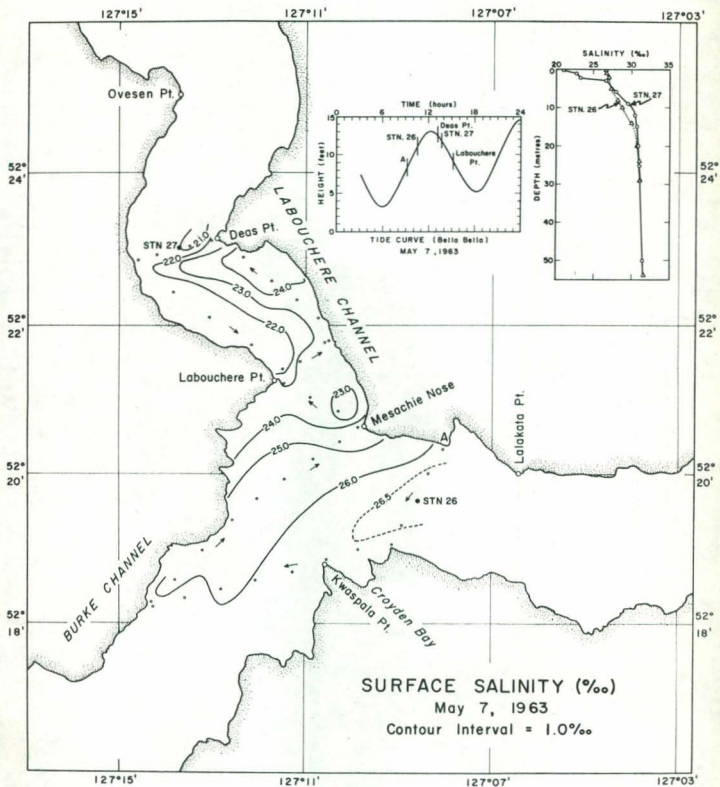 127°15'
127°11'
127°07'
127°03'
SALINITY (‰)
20 25 30 35
STN. 27
STN. 26
DEPTH (metres)
0
10
20
30
50
TIME (hours)
0 6 12 18 24
HEIGHT (feet)
15
10
5
0
Deas Pt.
STN. 27
STN. 26
Labouchere Pt.
A
TIDE CURVE (Bella Bella)
MAY 7, 1963
Ovesen Pt.
52° 24'
52° 24'
LABOUCHERE CHANNEL
21.0
Deas Pt.
STN 27
22.0
24.0
23.0
22.0
52° 22'
52° 22'
Labouchere Pt.
23.0
Mesachie Nose
24.0
A
Lalakata Pt.
25.0
52° 20'
52° 20'
26.0
26.5
STN 26
BURKE CHANNEL
Kwaspala Pt.
Croyden Bay
52° 18'
52° 18'
SURFACE SALINITY (‰)
May 7, 1963
Contour Interval = 1.0‰
127°15'
127°11'
127°07'
127°03'